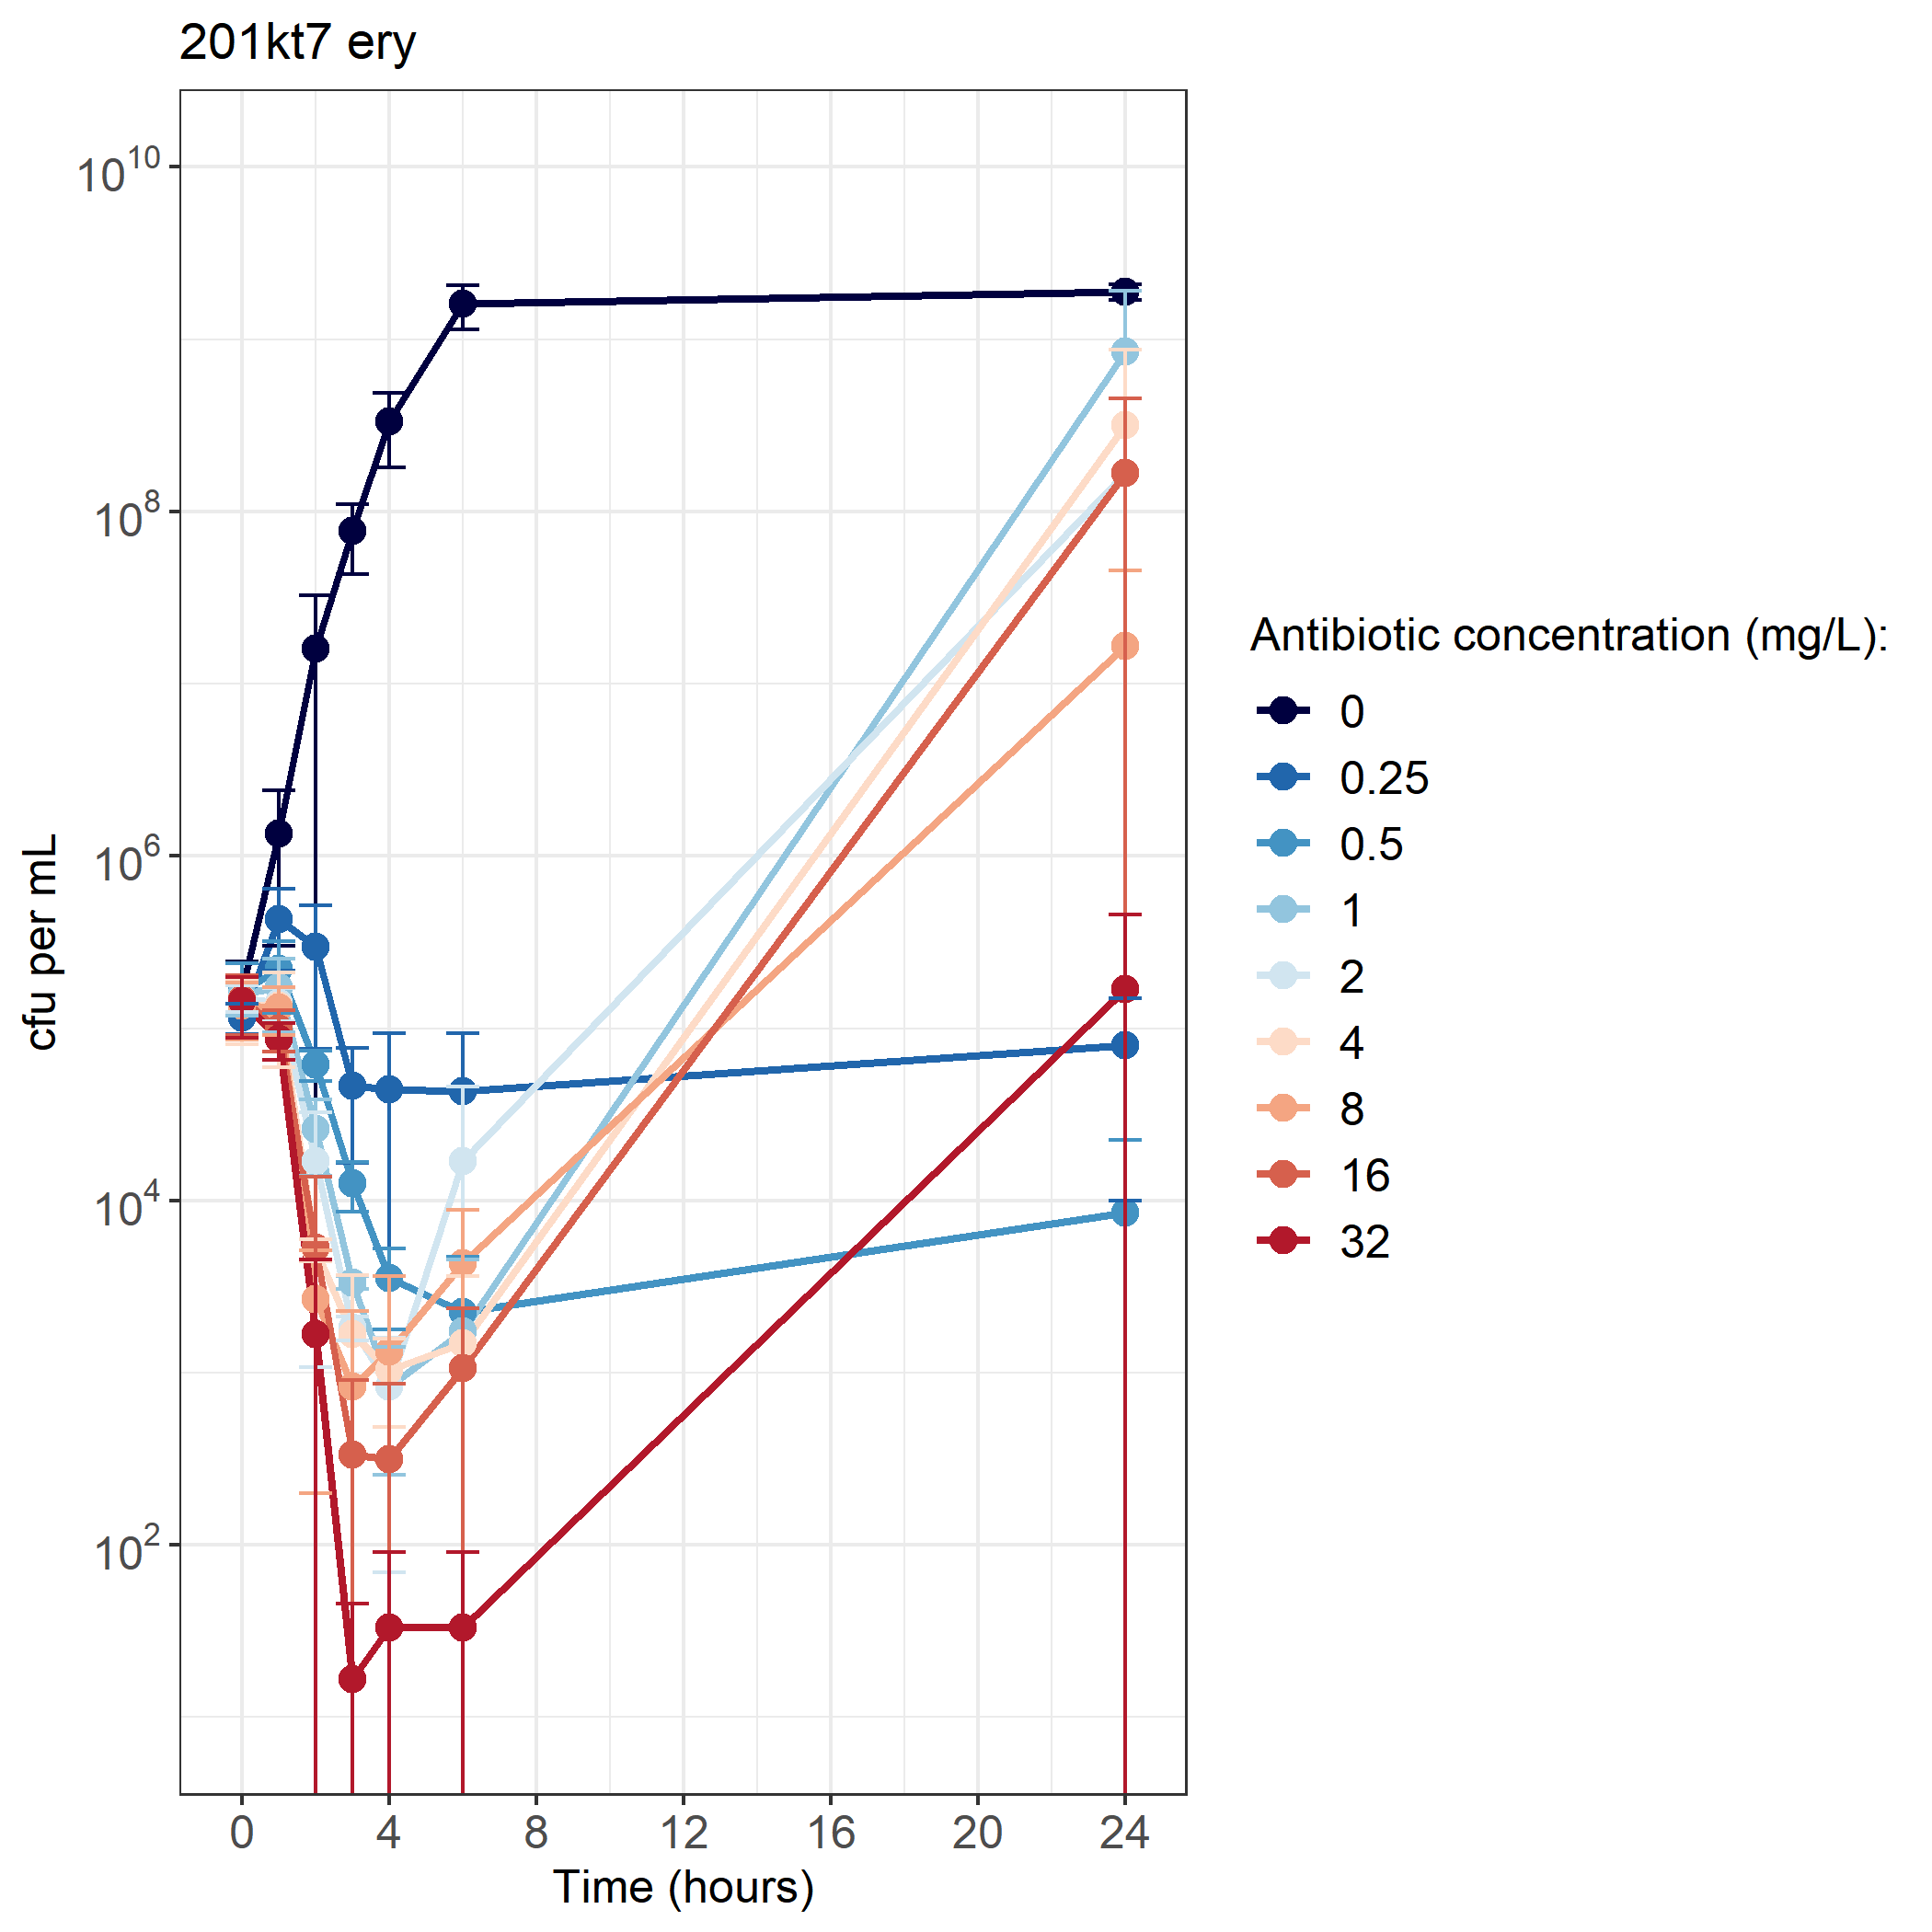 201kt7 ery
10^10
10^8
10^6
10^4
10^2
cfu per mL
0 4 8 12 16 20 24
Time (hours)
Antibiotic concentration (mg/L):
0
0.25
0.5
1
2
4
8
16
32